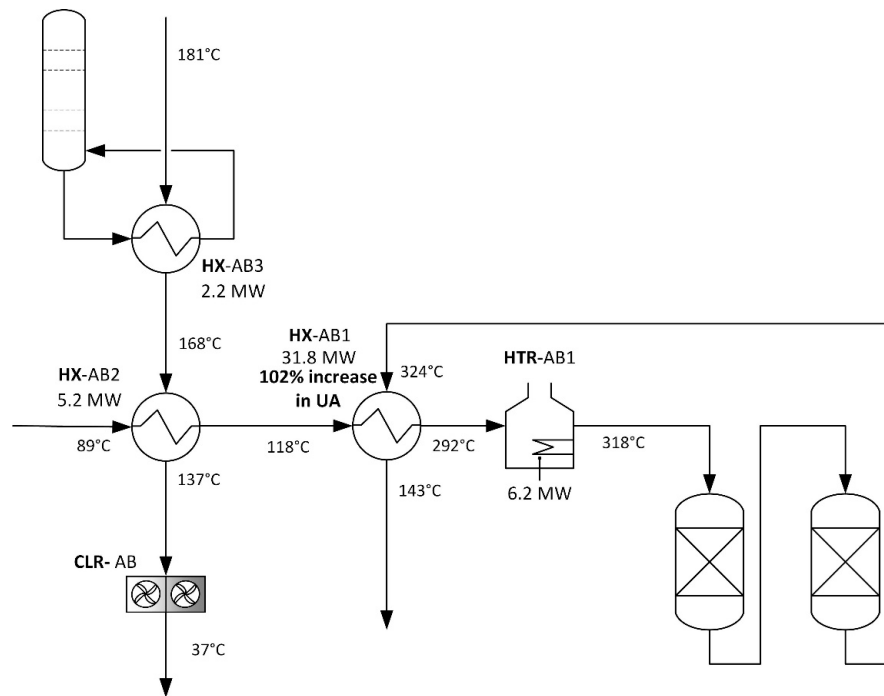 181°C
HX-AB3
2.2 MW
168°C
HX-AB1
31.8 MW
102% increase
in UA
324°C
HTR-AB1
HX-AB2
5.2 MW
89°C
118°C
292°C
318°C
137°C
143°C
6.2 MW
CLR- AB
37°C